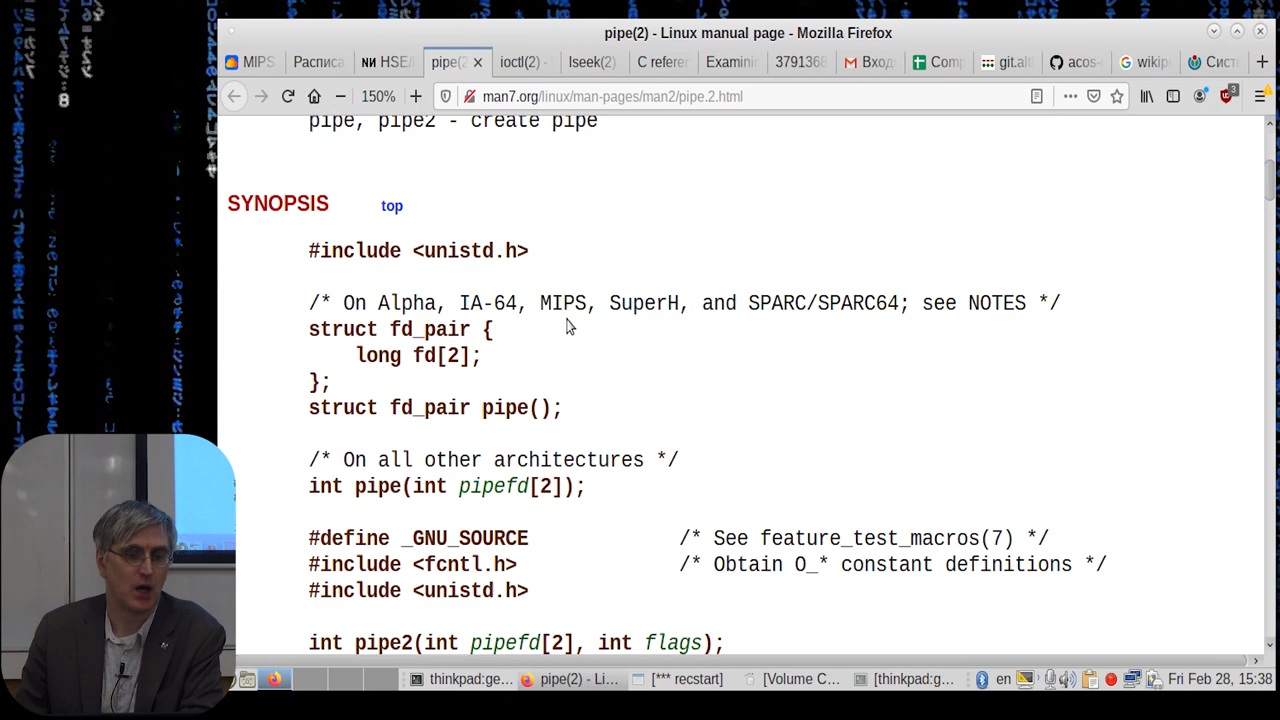 pipe(2) - Linux manual page - Mozilla Firefox
MIPS Расписа NИ HSE/ pipe(2 ioctl(2) - lseek(2) C referen Examinin 3791368 Вход Comp git.alt acos- wikip Систе
150% man7.org/linux/man-pages/man2/pipe.2.html 3
pipe, pipe2 - create pipe
SYNOPSIS top
#include <unistd.h>
/* On Alpha, IA-64, MIPS, SuperH, and SPARC/SPARC64; see NOTES */
struct fd_pair {
long fd[2];
};
struct fd_pair pipe();
/* On all other architectures */
int pipe(int pipefd[2]);
#define _GNU_SOURCE /* See feature_test_macros(7) */
#include <fcntl.h> /* Obtain O_* constant definitions */
#include <unistd.h>
int pipe2(int pipefd[2], int flags);
thinkpad:ge... pipe(2) - Li... [*** recstart] [Volume C... [thinkpad:g... en Fri Feb 28, 15:38